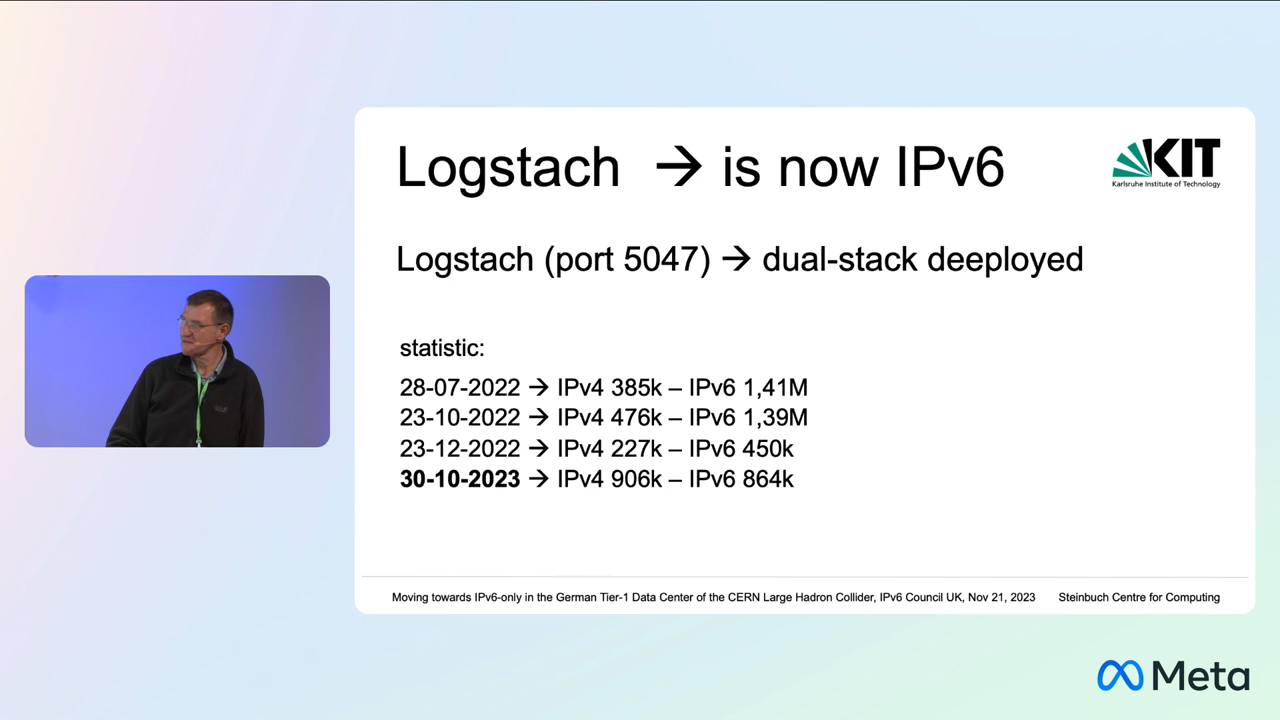 Logstach → is now IPv6
KIT
Karlsruhe Institute of Technology
Logstach (port 5047) → dual-stack deeployed
statistic:
28-07-2022 → IPv4 385k – IPv6 1,41M
23-10-2022 → IPv4 476k – IPv6 1,39M
23-12-2022 → IPv4 227k – IPv6 450k
30-10-2023 → IPv4 906k – IPv6 864k
Moving towards IPv6-only in the German Tier-1 Data Center of the CERN Large Hadron Collider, IPv6 Council UK, Nov 21, 2023 Steinbuch Centre for Computing
Meta